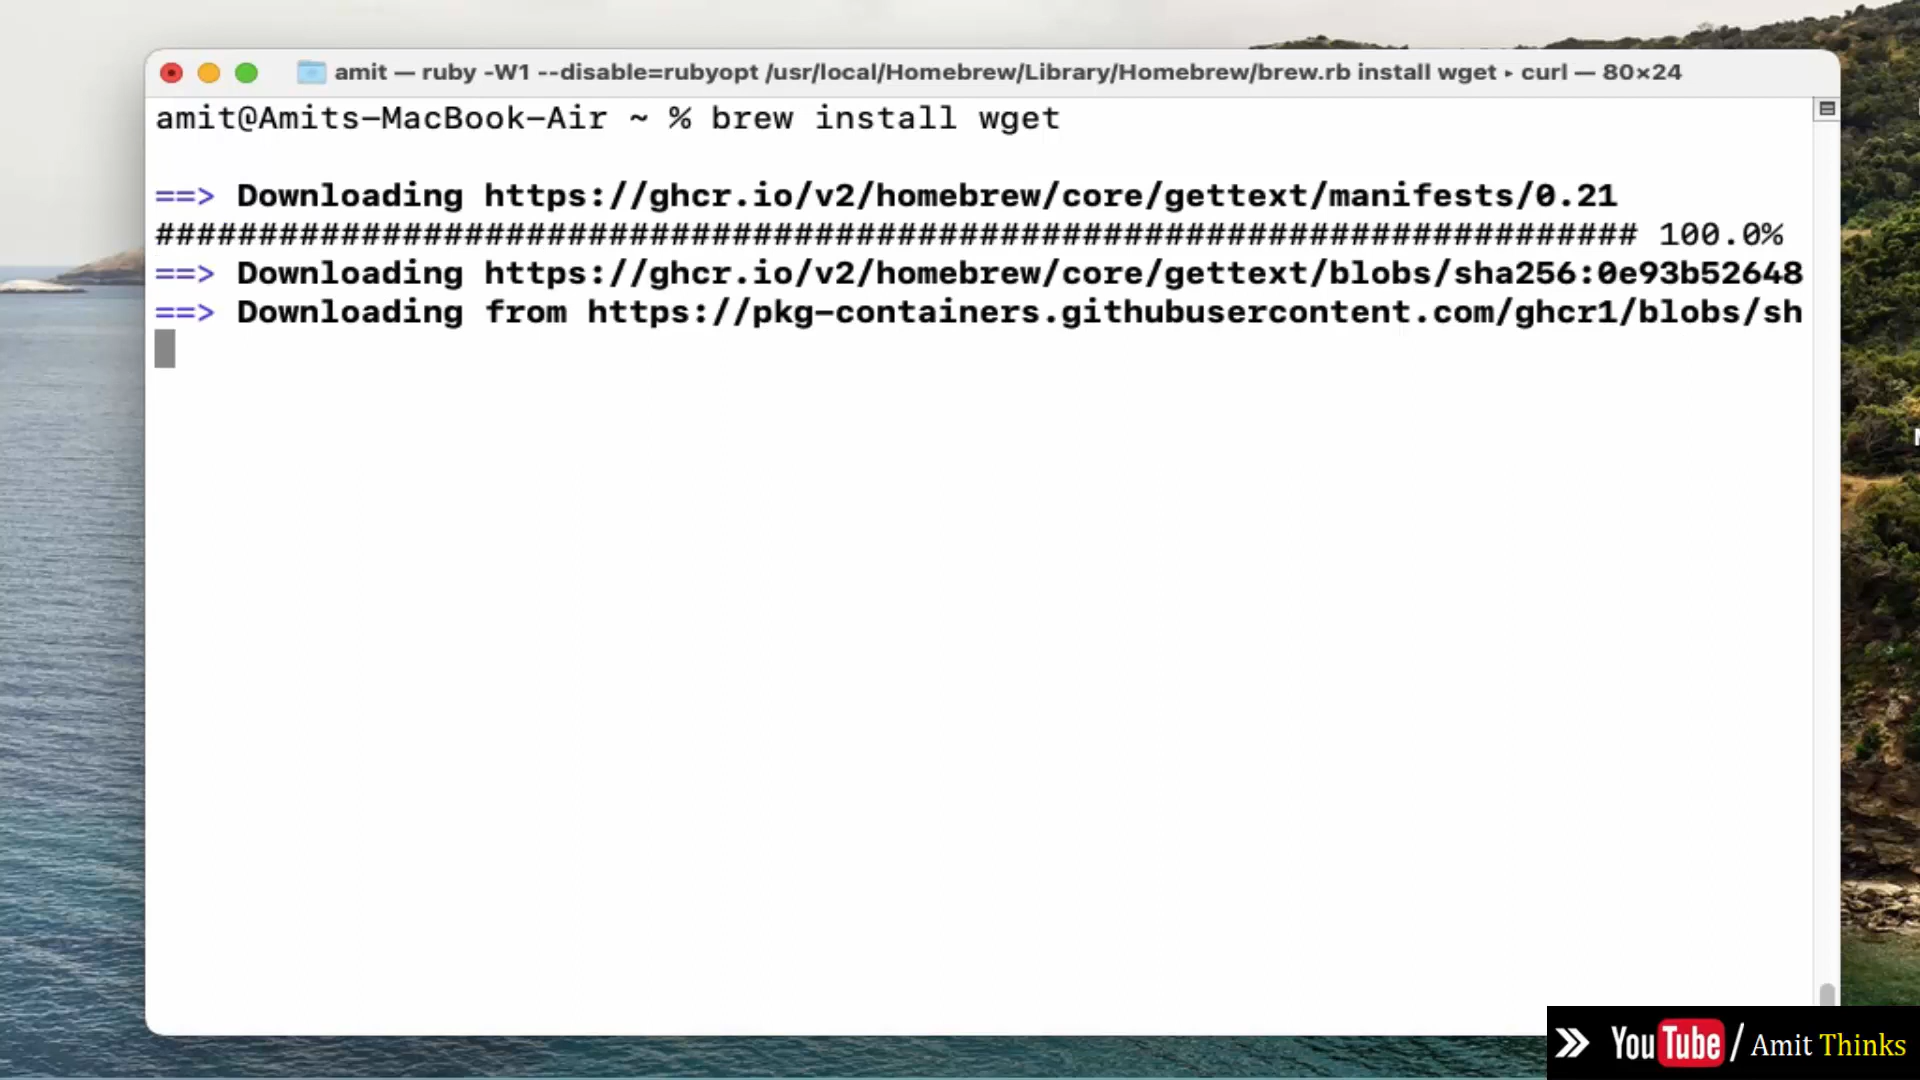 amit — ruby -W1 --disable=rubyopt /usr/local/Homebrew/Library/Homebrew/brew.rb install wget ▸ curl — 80×24
amit@Amits-MacBook-Air ~ % brew install wget
==> Downloading https://ghcr.io/v2/homebrew/core/gettext/manifests/0.21
######################################################################## 100.0%
==> Downloading https://ghcr.io/v2/homebrew/core/gettext/blobs/sha256:0e93b52648
==> Downloading from https://pkg-containers.githubusercontent.com/ghcr1/blobs/sh
YouTube / Amit Thinks